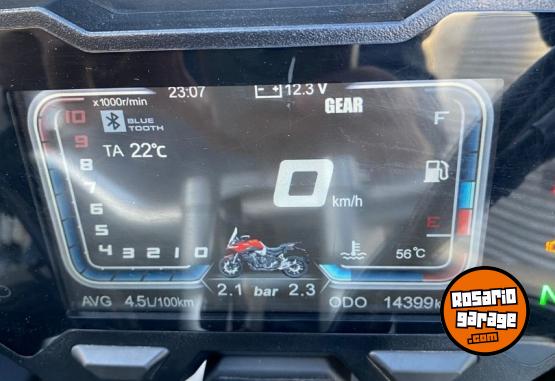 23:07 12.3 V
x1000r/min GEAR
BLUE
TOOTH
TA 22°C
F
10
9
8
7
6
5
4 3 2 1 0
0 km/h
E
56°C
2.1 bar 2.3
AVG 4.5L/100km ODO 14399
N
ROSARIO
garage
.com